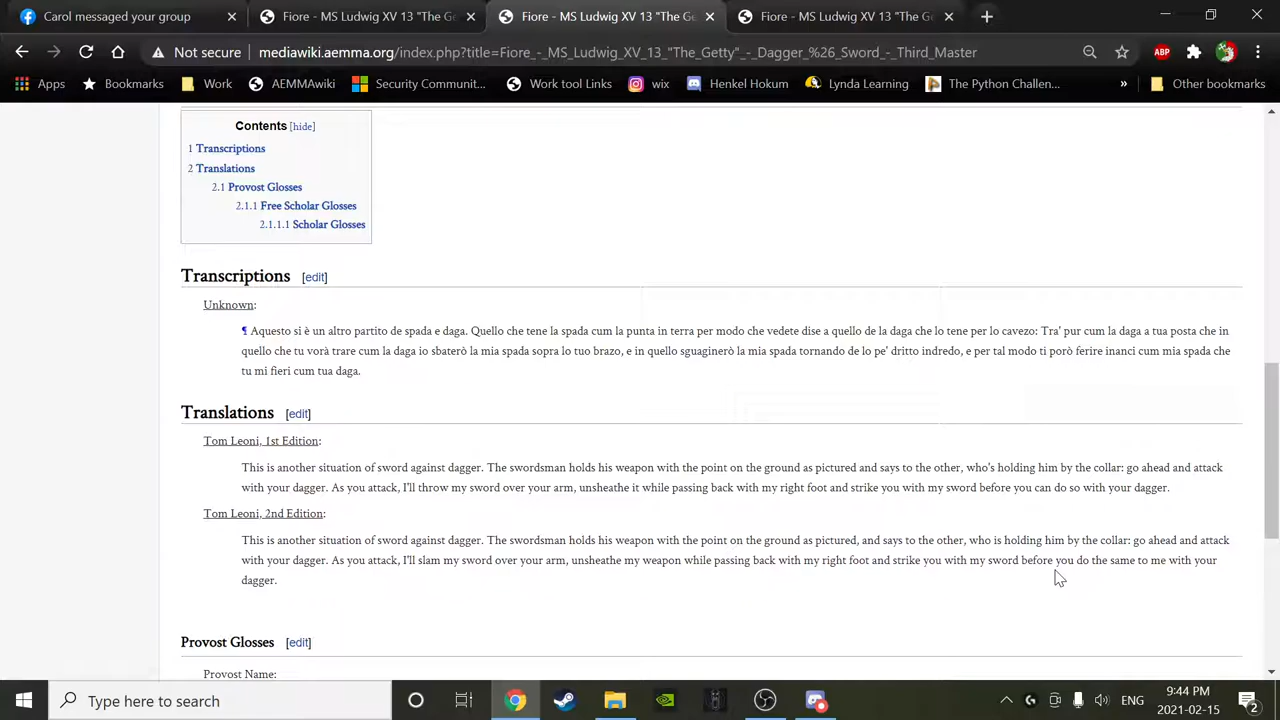 Carol messaged your group
Fiore - MS Ludwig XV 13 "The Ge
Fiore - MS Ludwig XV 13 "The Ge
Fiore - MS Ludwig XV 13 "The Ge
Not secure | mediawiki.aemma.org/index.php?title=Fiore_-_MS_Ludwig_XV_13_"The_Getty"_-_Dagger_%26_Sword_-_Third_Master
ABP
Apps Bookmarks Work AEMMAwiki Security Communit... Work tool Links wix Henkel Hokum Lynda Learning The Python Challen... » Other bookmarks
Contents [hide]
1 Transcriptions
2 Translations
2.1 Provost Glosses
2.1.1 Free Scholar Glosses
2.1.1.1 Scholar Glosses
Transcriptions [edit]
Unknown:
¶ Aquesto si è un altro partito de spada e daga. Quello che tene la spada cum la punta in terra per modo che vedete dise a quello de la daga che lo tene per lo cavezo: Tra' pur cum la daga a tua posta che in
quello che tu vorà trare cum la daga io sbaterò la mia spada sopra lo tuo brazo, e in quello sguaginerò la mia spada tornando de lo pe' dritto indredo, e per tal modo ti porò ferire inanci cum mia spada che
tu mi fieri cum tua daga.
Translations [edit]
Tom Leoni, 1st Edition:
This is another situation of sword against dagger. The swordsman holds his weapon with the point on the ground as pictured and says to the other, who's holding him by the collar: go ahead and attack
with your dagger. As you attack, I'll throw my sword over your arm, unsheathe it while passing back with my right foot and strike you with my sword before you can do so with your dagger.
Tom Leoni, 2nd Edition:
This is another situation of sword against dagger. The swordsman holds his weapon with the point on the ground as pictured, and says to the other, who is holding him by the collar: go ahead and attack
with your dagger. As you attack, I'll slam my sword over your arm, unsheathe my weapon while passing back with my right foot and strike you with my sword before you do the same to me with your
dagger.
Provost Glosses [edit]
Provost Name:
Type here to search
ENG
9:44 PM
2021-02-15
2